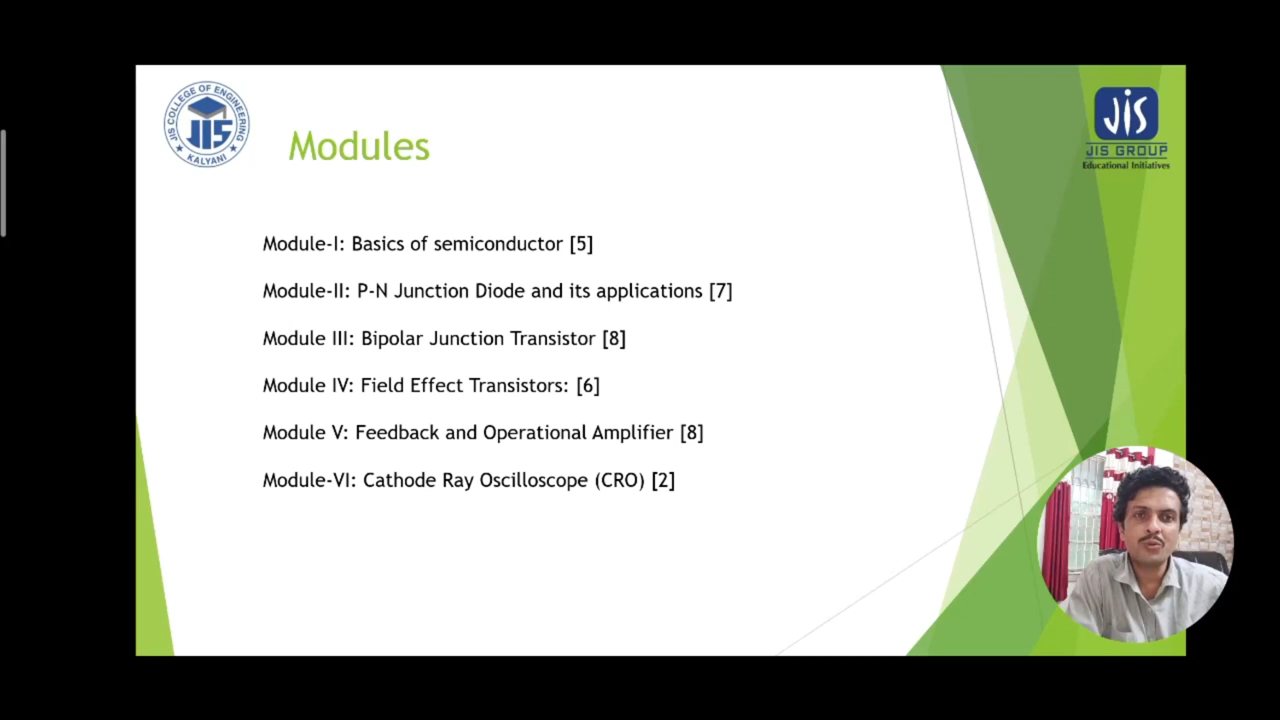 JIS COLLEGE OF ENGINEERING
JIS
KALYANI
Modules
JIS
JIS GROUP
Educational Initiatives
Module-I: Basics of semiconductor [5]
Module-II: P-N Junction Diode and its applications [7]
Module III: Bipolar Junction Transistor [8]
Module IV: Field Effect Transistors: [6]
Module V: Feedback and Operational Amplifier [8]
Module-VI: Cathode Ray Oscilloscope (CRO) [2]